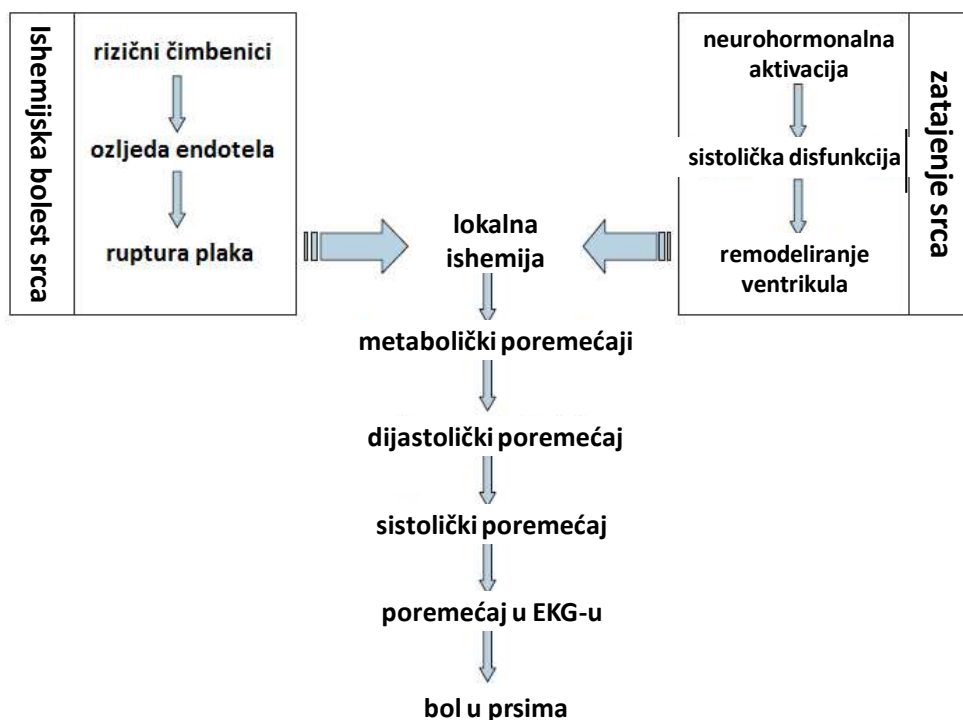 Ishemijska bolest srca
rizični čimbenici
ozljeda endotela
ruptura plaka
neurohormonalna
aktivacija
sistolička disfunkcija
remodeliranje
ventrikula
zatajenje srca
lokalna
ishemija
metabolički poremećaji
dijastolički poremećaj
sistolički poremećaj
poremećaj u EKG-u
bol u prsima